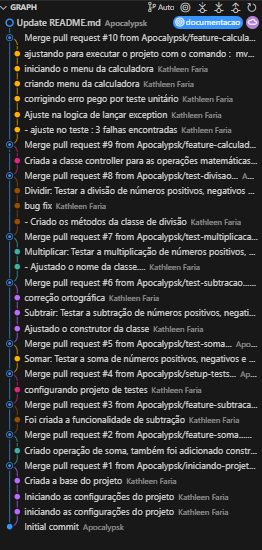 GRAPH
Auto
Update README.md Apocalypsk documentacao
Merge pull request #10 from Apocalypsk/feature-calcula...
ajustando para executar o projeto com o comando : mv...
iniciando o menu da calculadora Kathleen Faria
criando menu da calculadora Kathleen Faria
corrigindo erro pego por teste unitário Kathleen Faria
Ajuste na logica de lançar exception Kathleen Faria
- ajuste no teste : 3 falhas encontradas Kathleen Faria
Merge pull request #9 from Apocalypsk/feature-calculad...
Criada a classe controller para as operações matemáticas...
Merge pull request #8 from Apocalypsk/test-divisao... A...
Dividir: Testar a divisão de números positivos, negativos ...
bug fix Kathleen Faria
- Criado os métodos da classe de divisão Kathleen Faria
Merge pull request #7 from Apocalypsk/test-multiplicaca...
Multiplicar: Testar a multiplicação de números positivos, ...
- Ajustado o nome da classe.... Kathleen Faria
Merge pull request #6 from Apocalypsk/test-subtracao......
correção ortográfica Kathleen Faria
Subtrair: Testar a subtração de números positivos, negati...
Ajustado o construtor da classe Kathleen Faria
Merge pull request #5 from Apocalypsk/test-soma... Apo...
Somar: Testar a soma de números positivos, negativos e ...
Merge pull request #4 from Apocalypsk/setup-tests... Ap...
configurando projeto de testes Kathleen Faria
Merge pull request #3 from Apocalypsk/feature-subtraca...
Foi criada a funcionalidade de subtração Kathleen Faria
Merge pull request #2 from Apocalypsk/feature-soma......
Criado operação de soma, também foi adicionado constr...
Merge pull request #1 from Apocalypsk/iniciando-projet...
Criada a base do projeto Kathleen Faria
Iniciando as configurações do projeto Kathleen Faria
iniciando as configurações do projeto Kathleen Faria
Initial commit Apocalypsk